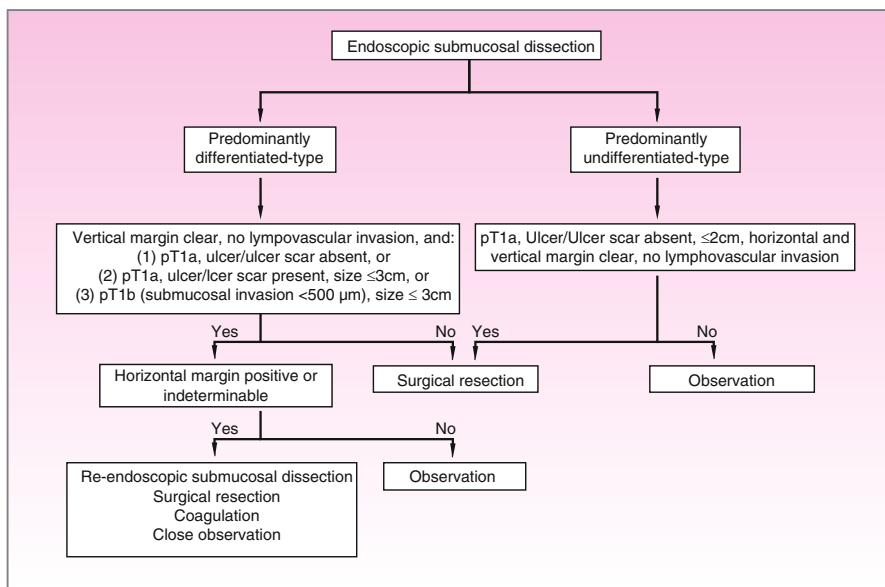 Endoscopic submucosal dissection
Predominantly
differentiated-type
Predominantly
undifferentiated-type
Vertical margin clear, no lympovascular invasion, and:
(1) pT1a, ulcer/ulcer scar absent, or
(2) pT1a, ulcer/lcer scar present, size ≤3cm, or
(3) pT1b (submucosal invasion <500 µm), size ≤ 3cm
pT1a, Ulcer/Ulcer scar absent, ≤2cm, horizontal and
vertical margin clear, no lymphovascular invasion
Yes
No
Yes
No
Horizontal margin positive or
indeterminable
Surgical resection
Observation
Yes
No
Re-endoscopic submucosal dissection
Surgical resection
Coagulation
Close observation
Observation